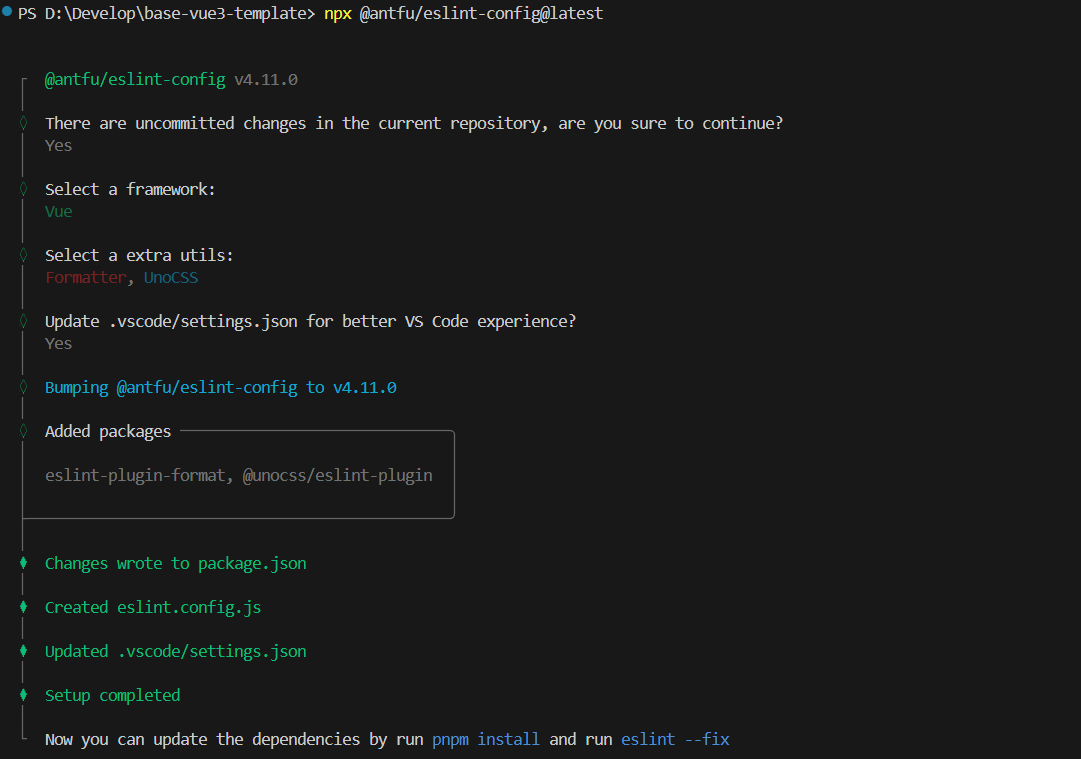 PS D:\Develop\base-vue3-template> npx @antfu/eslint-config@latest
@antfu/eslint-config v4.11.0
There are uncommitted changes in the current repository, are you sure to continue?
Yes
Select a framework:
Vue
Select a extra utils:
Formatter, UnoCSS
Update .vscode/settings.json for better VS Code experience?
Yes
Bumping @antfu/eslint-config to v4.11.0
Added packages
eslint-plugin-format, @unocss/eslint-plugin
Changes wrote to package.json
Created eslint.config.js
Updated .vscode/settings.json
Setup completed
Now you can update the dependencies by run pnpm install and run eslint --fix